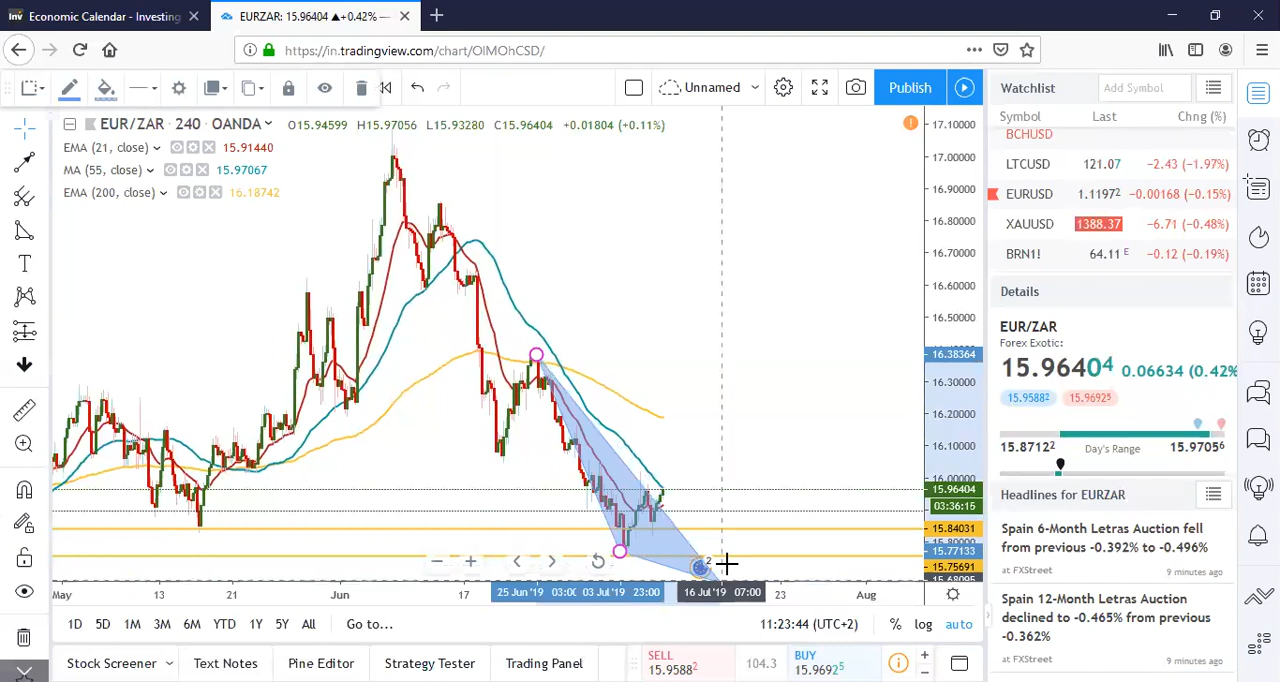 Economic Calendar - Investing
EURZAR: 15.96404 ▲+0.42% —
https://in.tradingview.com/chart/OlMOhCSD/
Unnamed
Publish
EUR/ZAR · 240 · OANDA
O15.94599 H15.97056 L15.93280 C15.96404 +0.01804 (+0.11%)
EMA (21, close) 15.91440
MA (55, close) 15.97067
EMA (200, close) 16.18742
17.10000
17.00000
16.90000
16.80000
16.70000
16.60000
16.50000
16.38364
16.30000
16.20000
16.10000
16.00000
15.96404
03:36:15
15.84031
15.77133
15.75691
2
May
13
21
Jun
17
25 Jun '19 03:00
03 Jul '19 23:00
16 Jul '19 07:00
23
Aug
1D 5D 1M 3M 6M YTD 1Y 5Y All Go to...
11:23:44 (UTC+2) % log auto
Stock Screener Text Notes Pine Editor Strategy Tester Trading Panel
SELL
15.9588²
104.3
BUY
15.9692⁵
Watchlist
Add Symbol
Symbol Last Chng (%)
BCHUSD
LTCUSD 121.07 −2.43 (−1.97%)
EURUSD 1.1197² −0.00168 (−0.15%)
XAUUSD 1388.37 −6.71 (−0.48%)
BRN1! 64.11 E −0.12 (−0.19%)
Details
EUR/ZAR
Forex Exotic:
15.96404 0.06634 (0.42%
15.9588² 15.9692⁵
15.8712² Day's Range 15.9705⁶
Headlines for EURZAR
Spain 6-Month Letras Auction fell
from previous -0.392% to -0.496%
at FXStreet 9 minutes ago
Spain 12-Month Letras Auction
declined to -0.465% from previous
-0.362%
at FXStreet 9 minutes ago